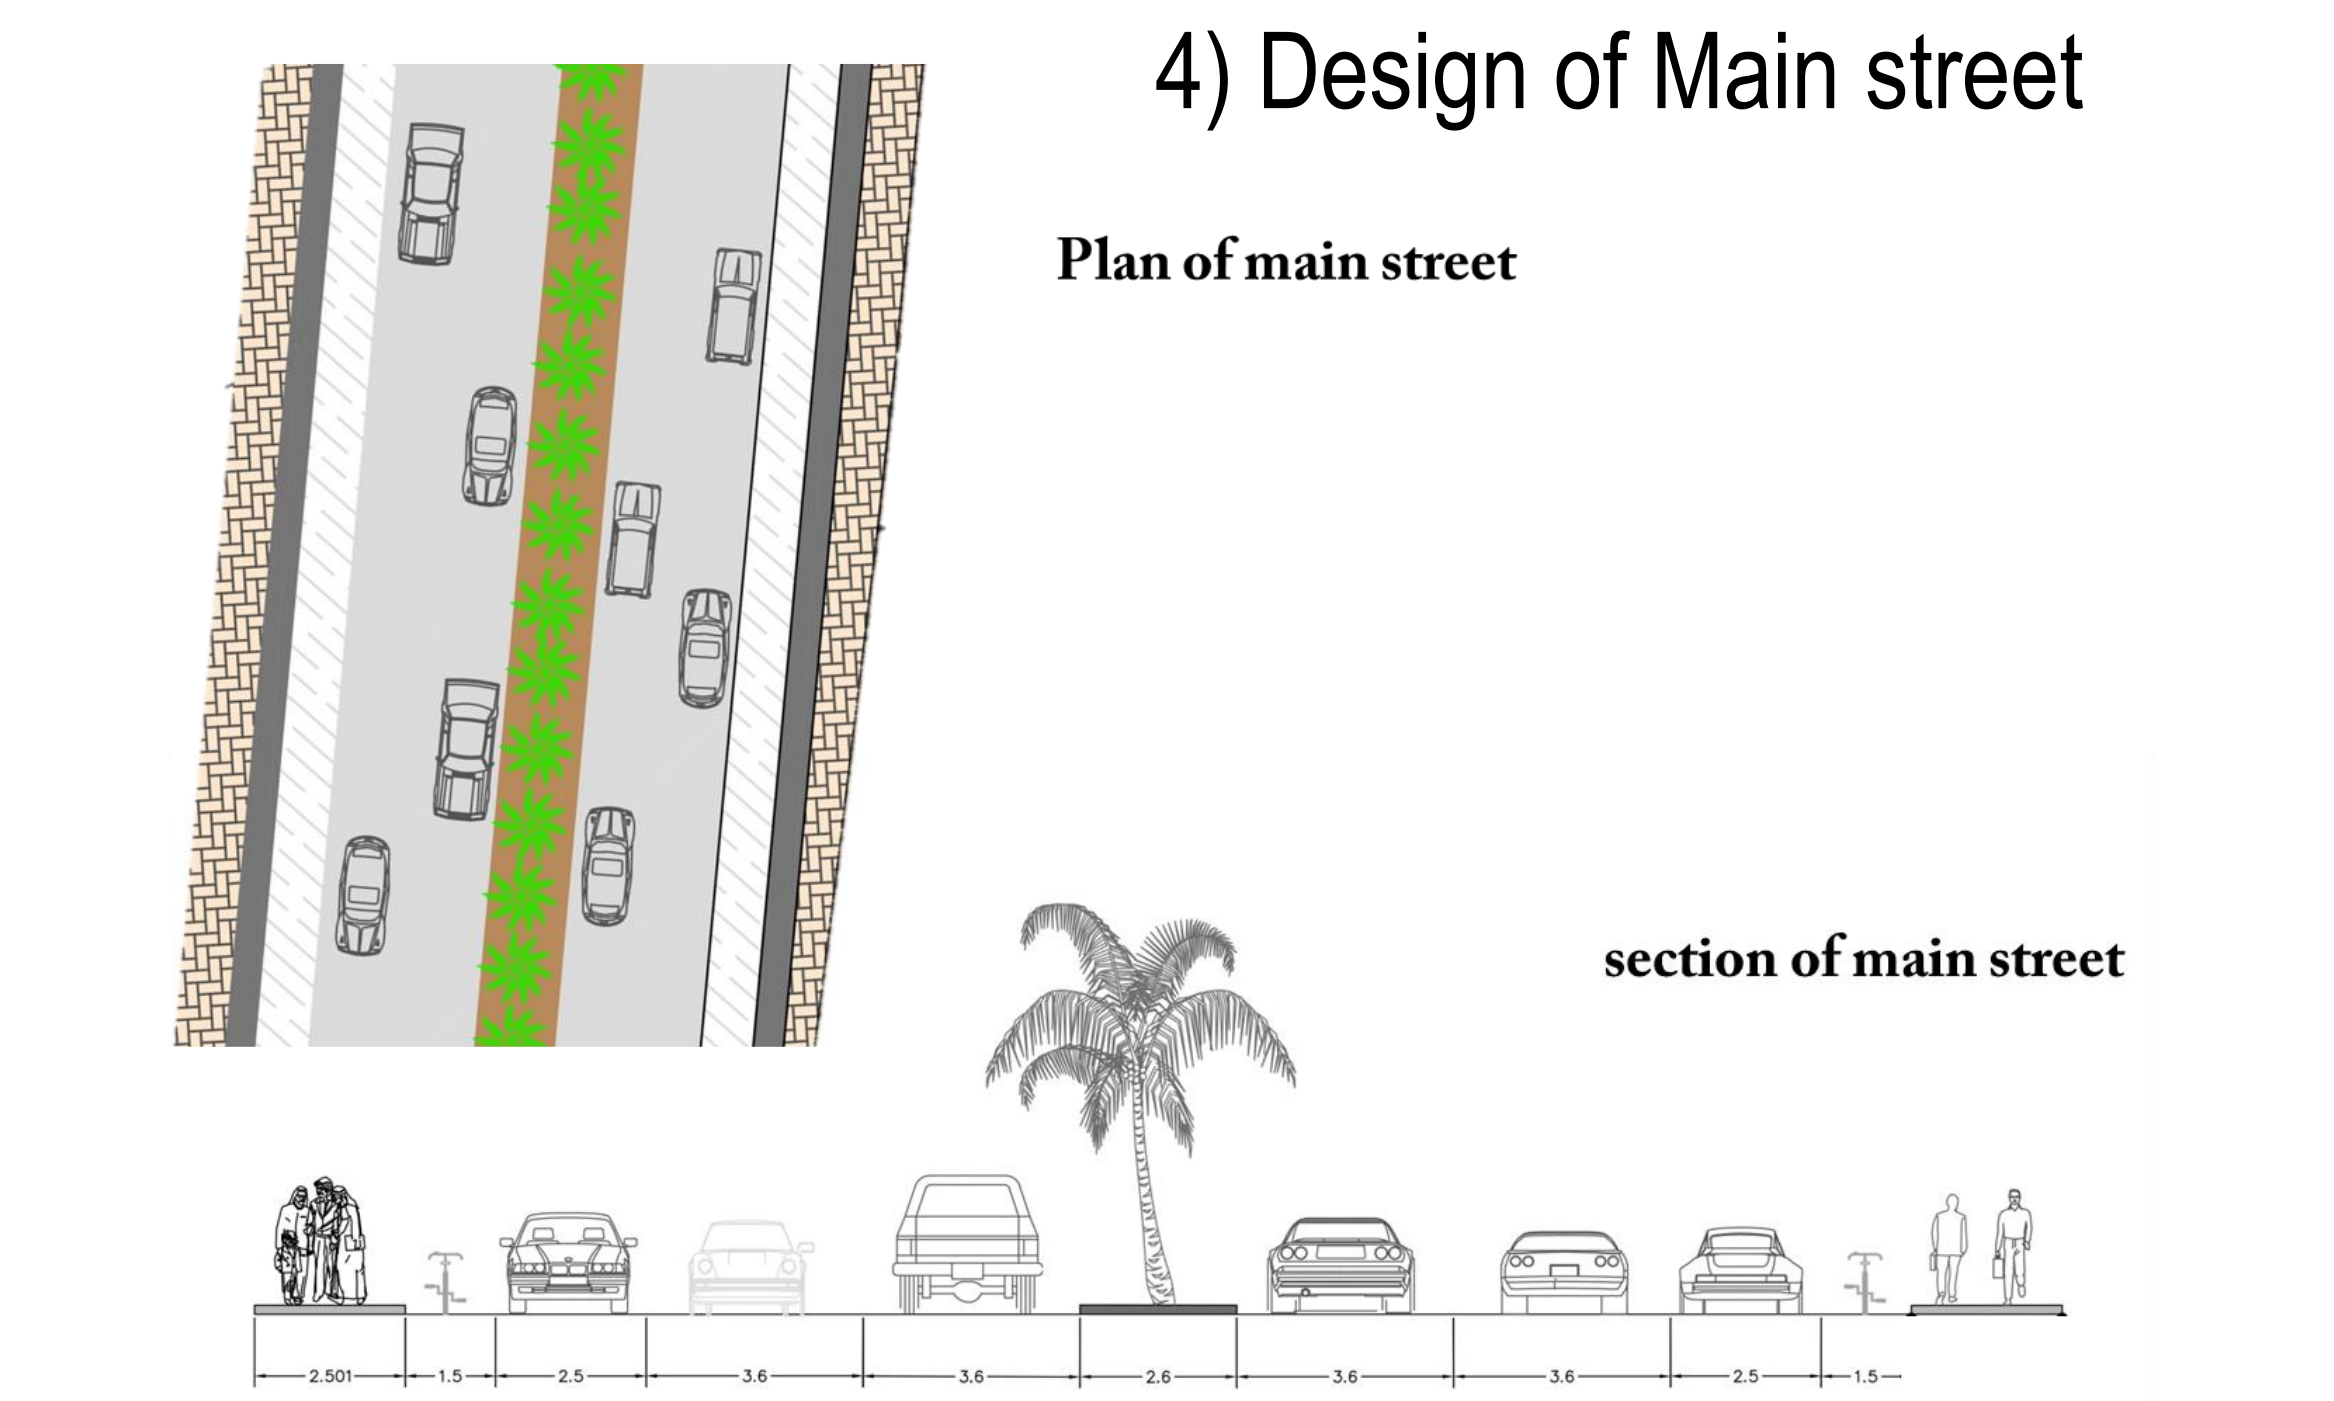 4) Design of Main street
Plan of main street
section of main street
2.501 1.5 2.5 3.6 3.6 2.6 3.6 3.6 2.5 1.5